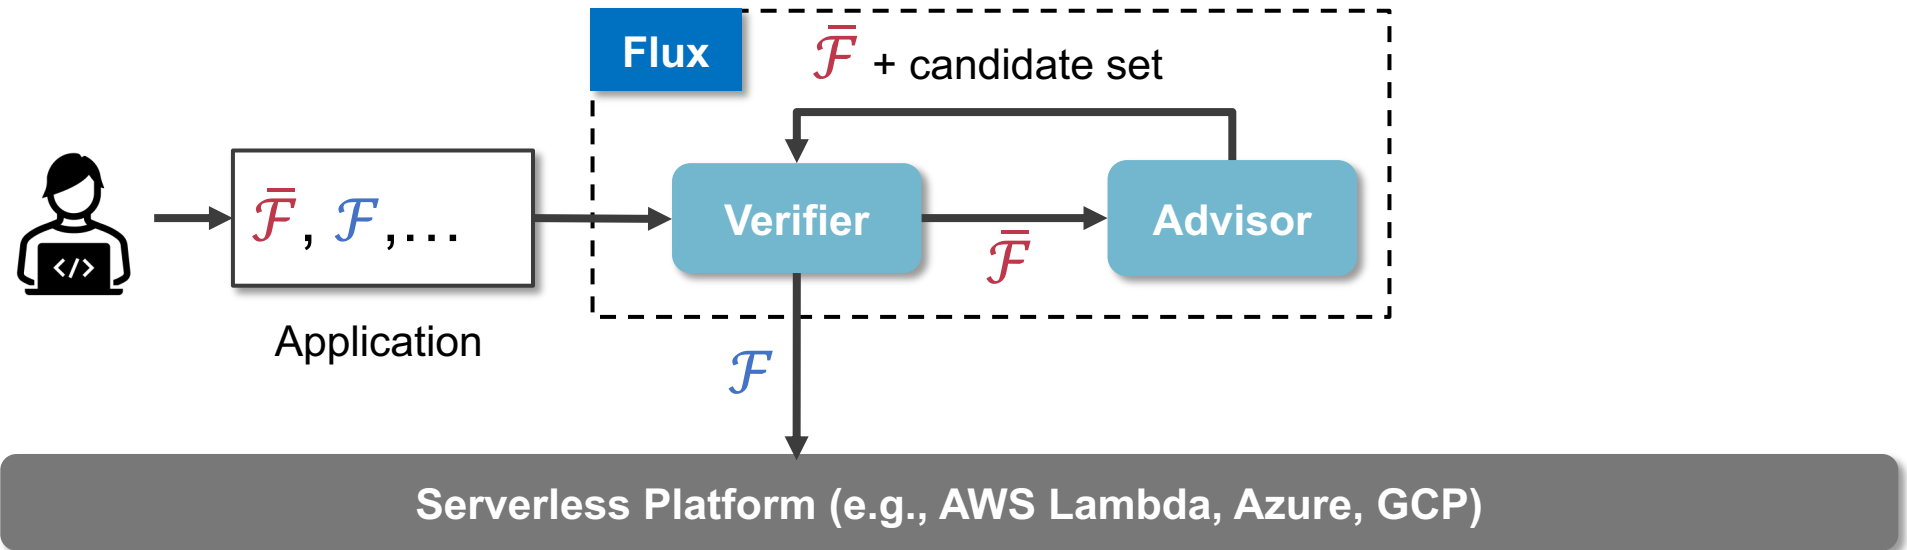 Flux
F̄ + candidate set
</>
F̄, F,...
Verifier
F̄
Advisor
Application
F
Serverless Platform (e.g., AWS Lambda, Azure, GCP)